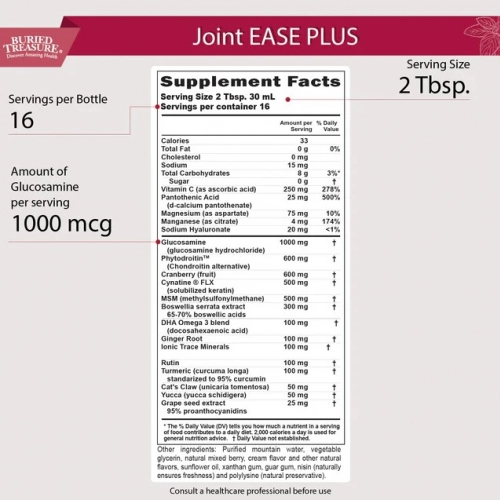 BURIED
TREASURE®
Discover Amazing Health
Joint EASE PLUS
Serving Size
2 Tbsp.
Servings per Bottle
16
Amount of
Glucosamine
per serving
1000 mcg
Supplement Facts
Serving Size 2 Tbsp. 30 mL
Servings per container 16
Amount per Serving % Daily Value
Calories 33
Total Fat 0 g 0%
Cholesterol 0 mg
Sodium 15 mg
Total Carbohydrates 8 g 3%*
Sugar 0 g †
Vitamin C (as ascorbic acid) 250 mg 278%
Pantothenic Acid 25 mg 500%
(d-calcium pantothenate)
Magnesium (as aspartate) 75 mg 10%
Manganese (as citrate) 4 mg 174%
Sodium Hyaluronate 20 mg <1%
Glucosamine 1000 mg †
(glucosamine hydrochloride)
Phytodroitin™ 600 mg †
(Chondroitin alternative)
Cranberry (fruit) 600 mg †
Cynatine ® FLX 500 mg †
(solubilized keratin)
MSM (methylsulfonylmethane) 500 mg †
Boswellia serrata extract 300 mg †
65-70% boswellic acids
DHA Omega 3 blend 100 mg †
(docosahexaenoic acid)
Ginger Root 100 mg †
Ionic Trace Minerals 100 mg †
Rutin 100 mg †
Turmeric (curcuma longa) 100 mg †
standarized to 95% curcumin
Cat's Claw (unicaria tomentosa) 50 mg †
Yucca (yucca schidigera) 50 mg †
Grape seed extract 25 mg †
95% proanthocyanidins
* The % Daily Value (DV) tells you how much a nutrient in a serving
of food contributes to a daily diet. 2,000 calories a day is used for
general nutrition advice. † Daily Value not established.
Other ingredients: Purified mountain water, vegetable
glycerin, natural mixed berry, cream flavor and other natural
flavors, sunflower oil, xanthan gum, guar gum, nisin (naturally
ensures freshness) and polylysine (natural preservative).
Consult a healthcare professional before use